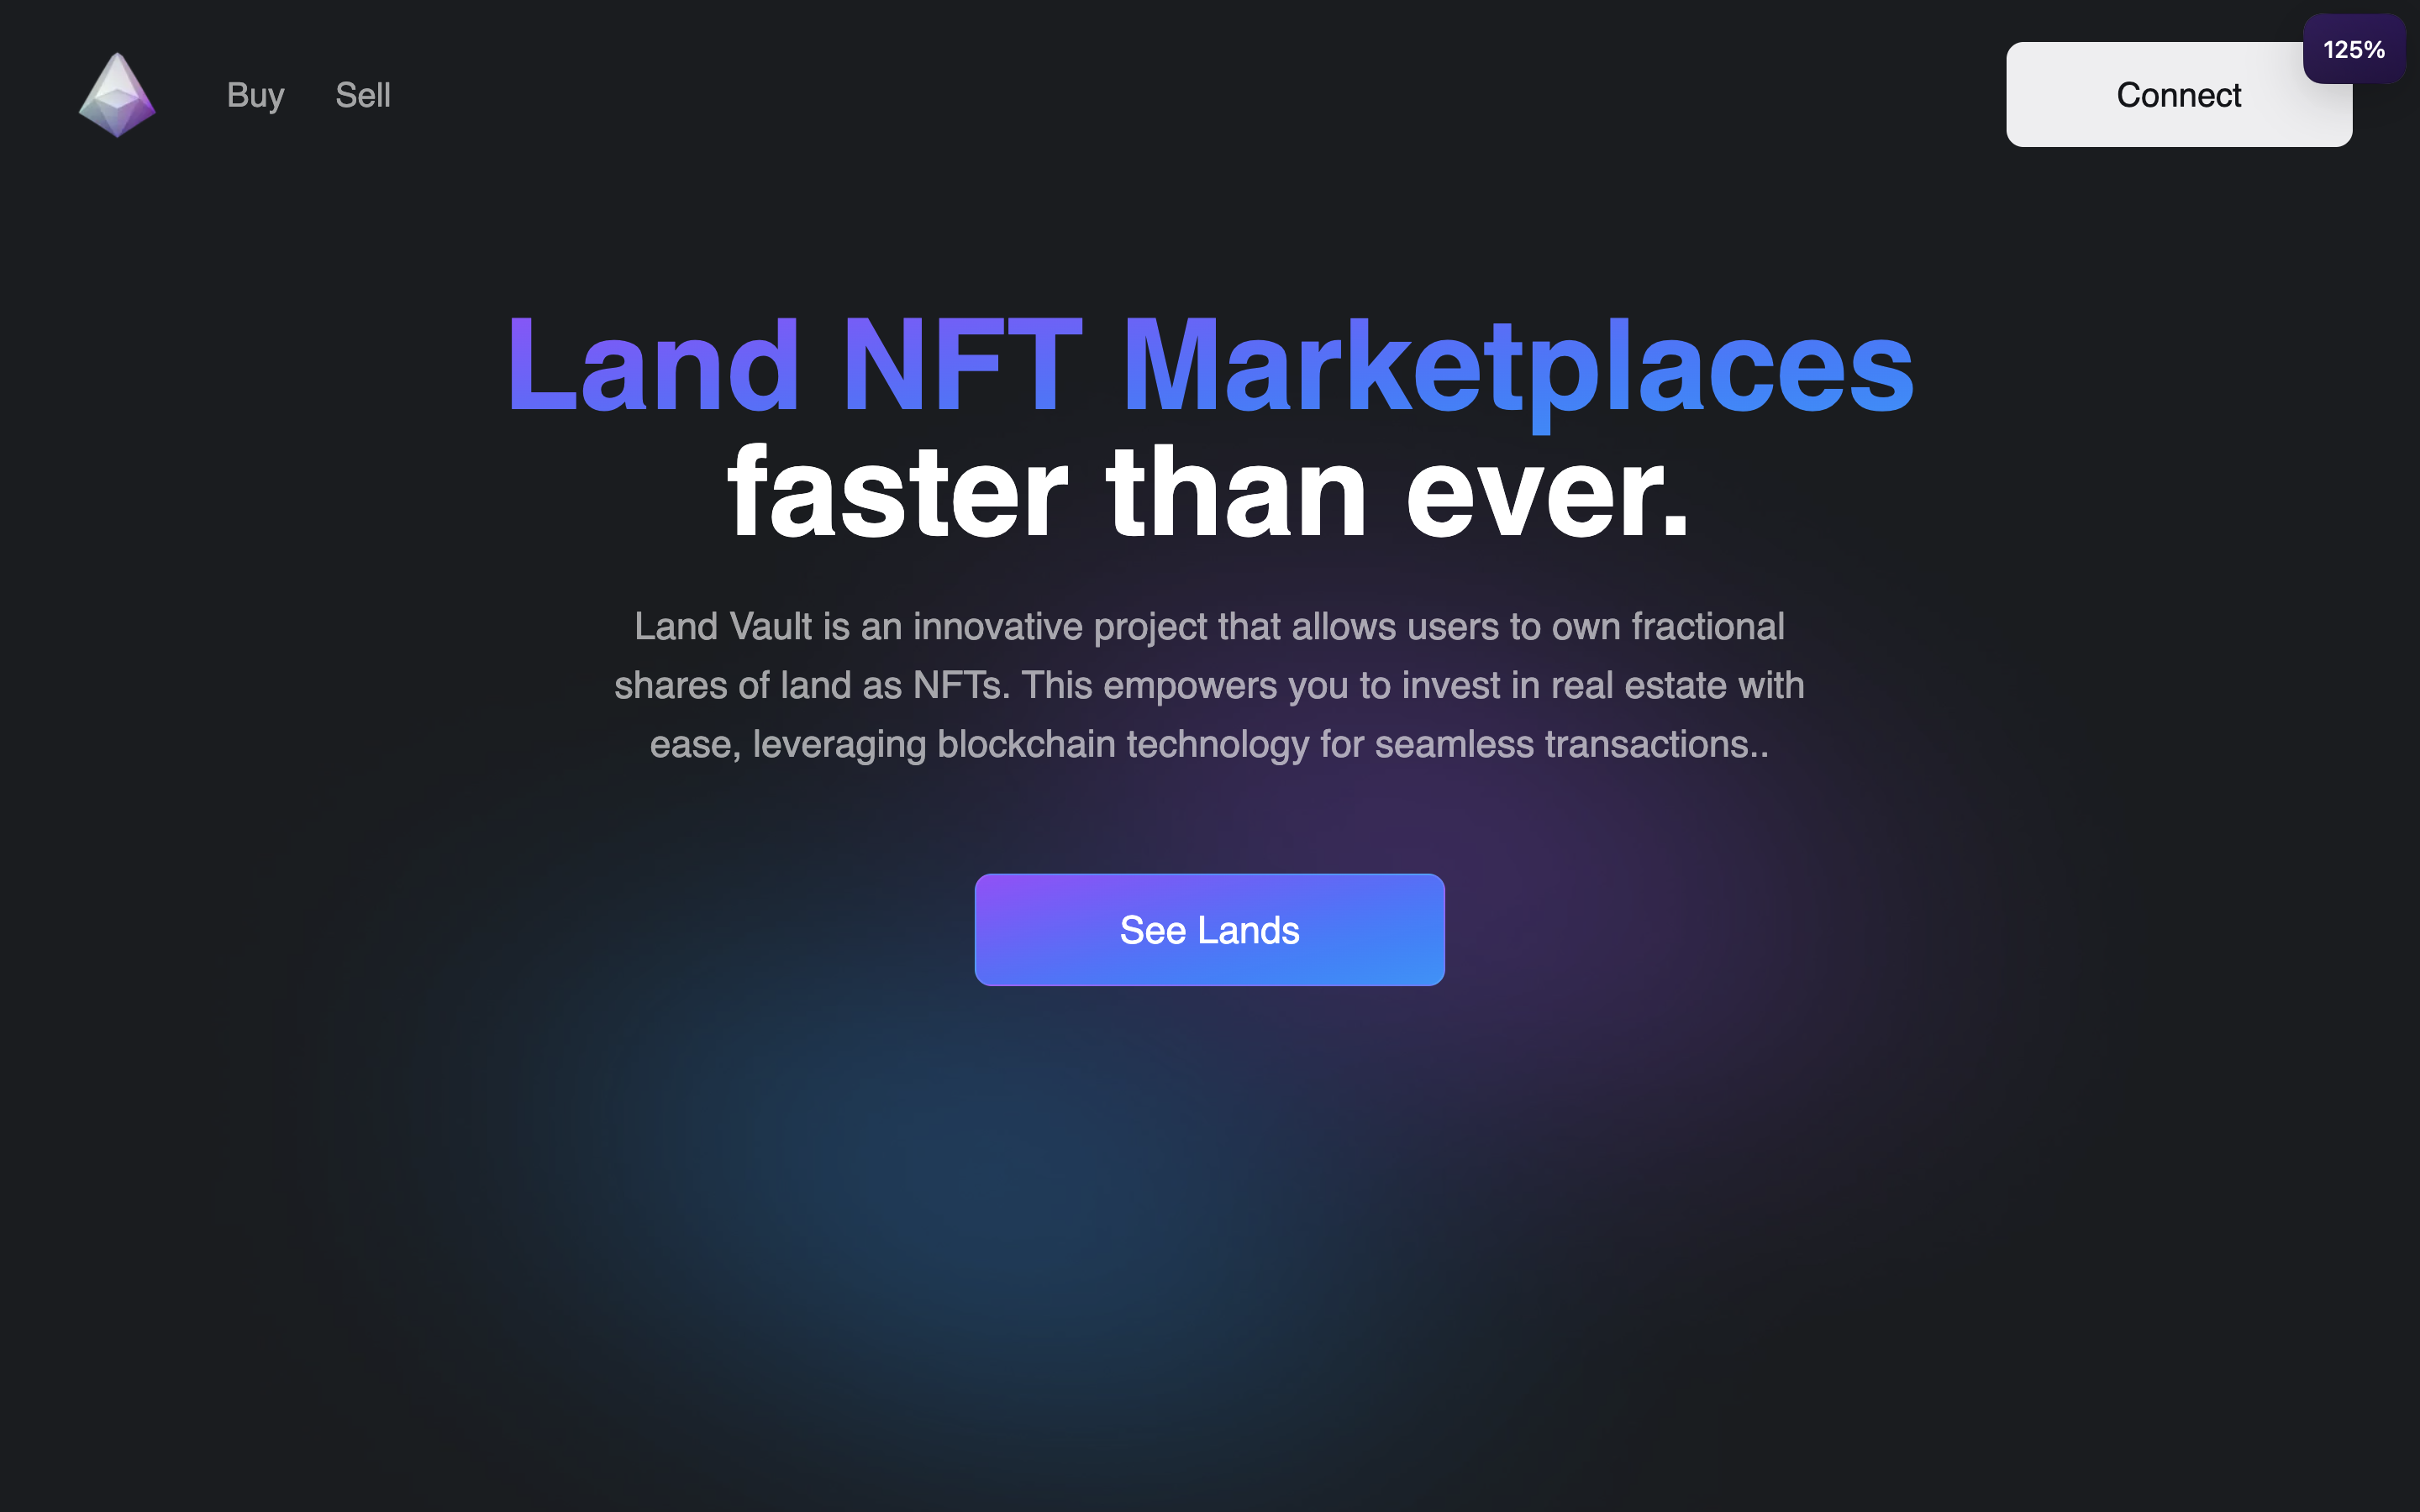 Buy
Sell
Connect
125%
Land NFT Marketplaces
faster than ever.
Land Vault is an innovative project that allows users to own fractional
shares of land as NFTs. This empowers you to invest in real estate with
ease, leveraging blockchain technology for seamless transactions..
See Lands